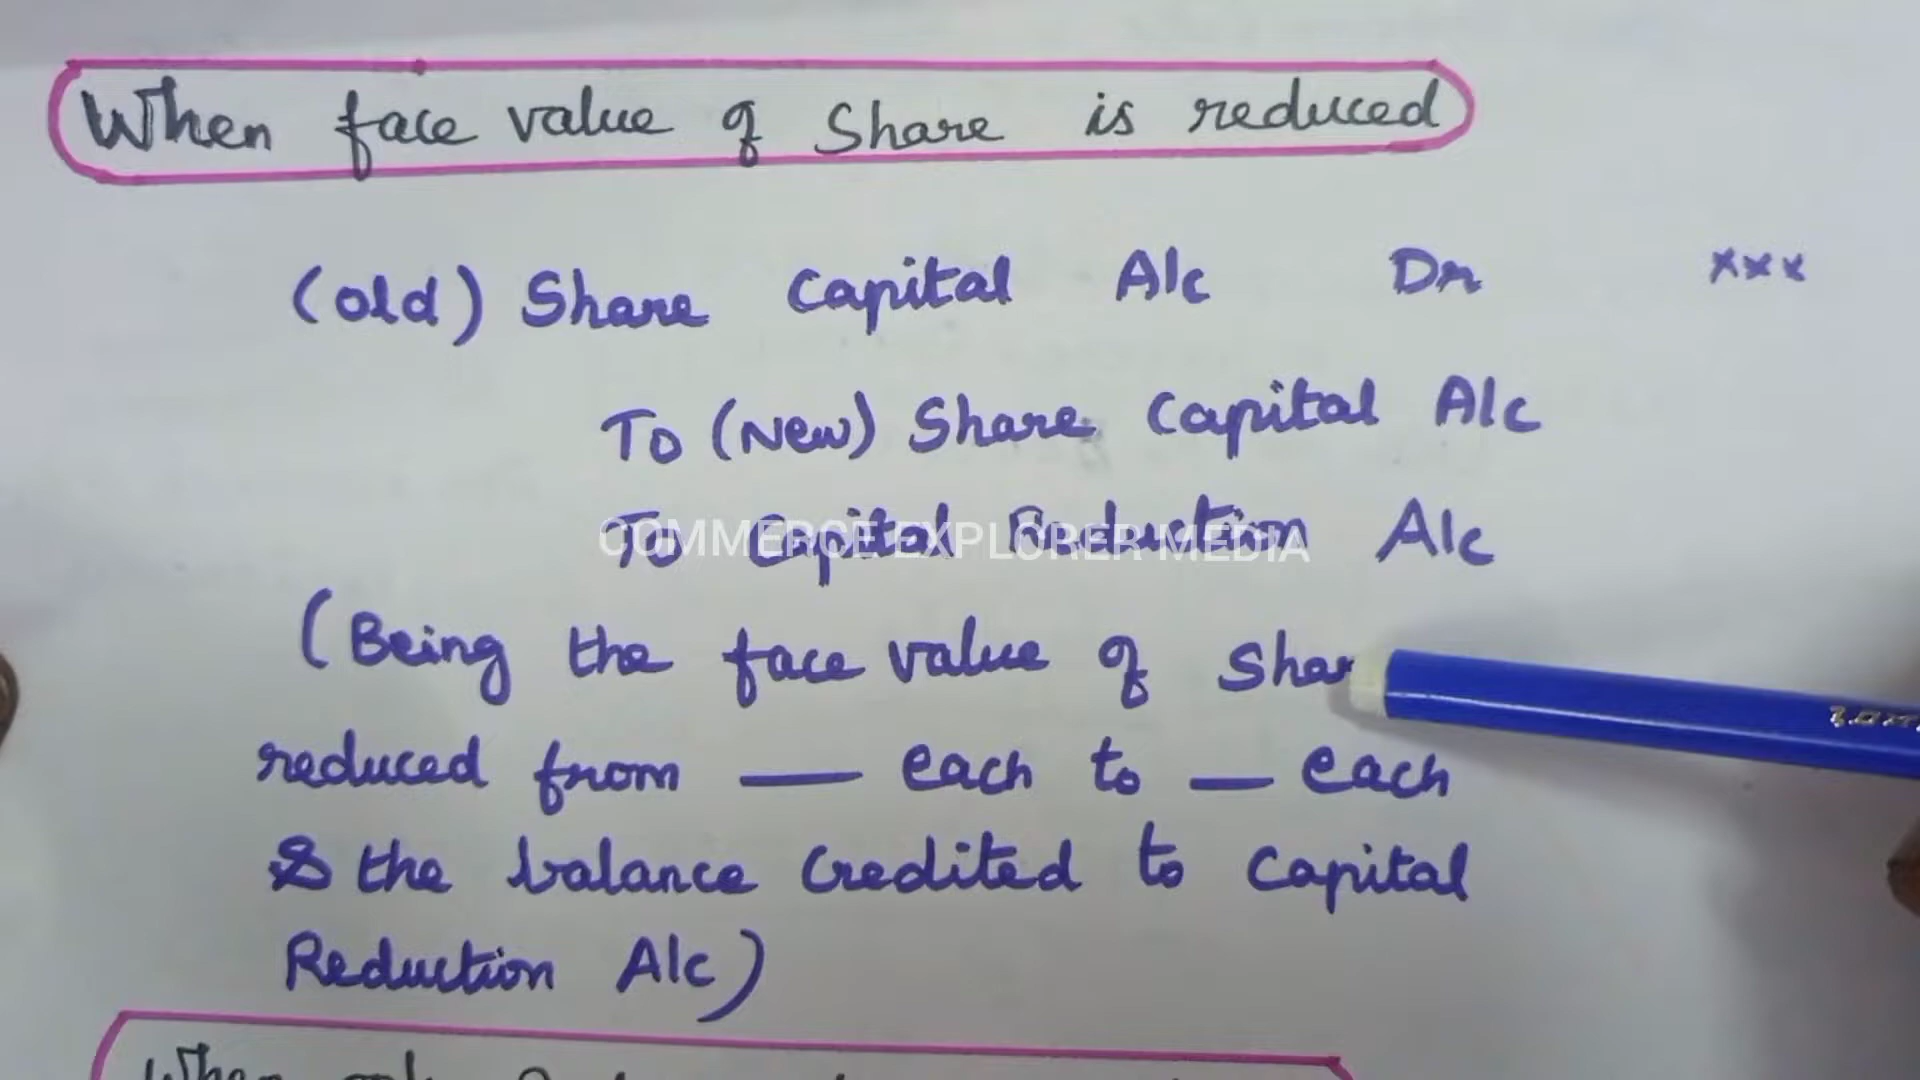 When face value of Share is reduced
(old) Share Capital A/c Dr xxx
To (New) Share Capital A/c
To Capital Reduction A/c
COMMERCE EXPLORER MEDIA
(Being the face value of Shar
reduced from — each to — each
& the balance Credited to Capital
Reduction A/c)
When only